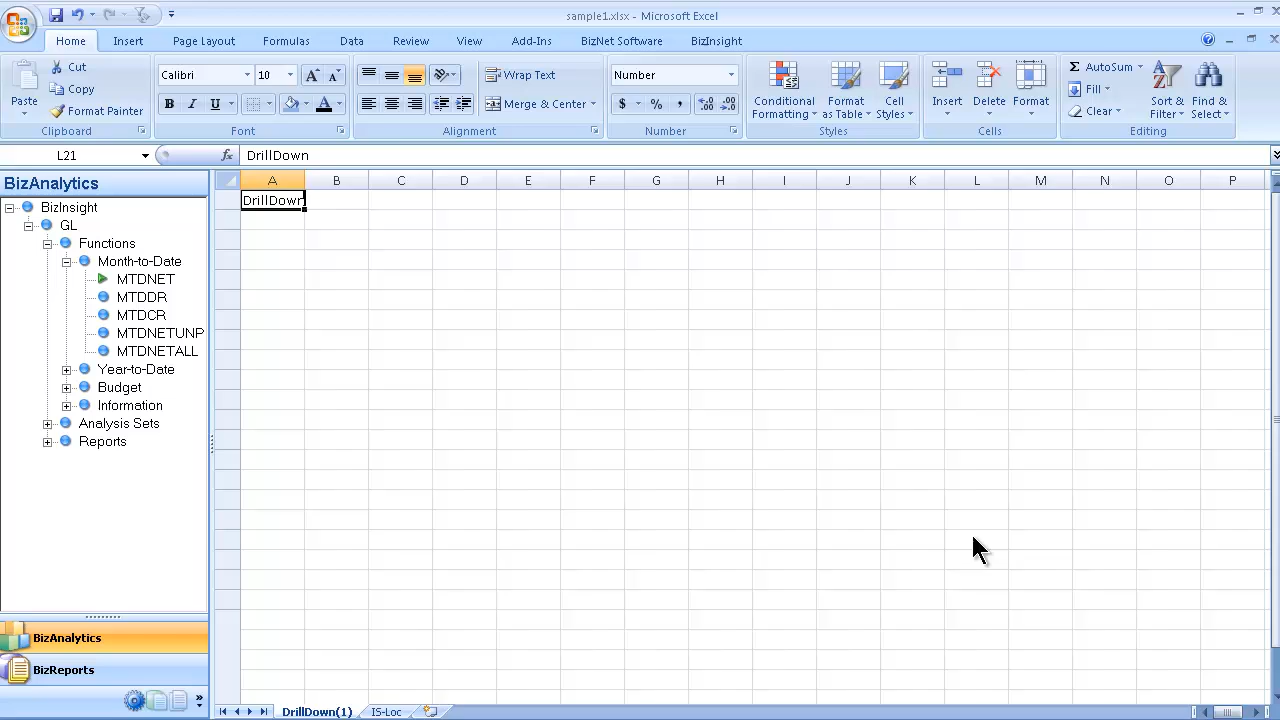 sample1.xlsx - Microsoft Excel
Home Insert Page Layout Formulas Data Review View Add-Ins BizNet Software BizInsight
Paste
Cut
Copy
Format Painter
Clipboard
Calibri 10
B I U
Font
Wrap Text
Merge & Center
Alignment
Number
$ % ,
Number
Conditional Formatting
Format as Table
Cell Styles
Styles
Insert Delete Format
Cells
Σ AutoSum
Fill
Clear
Sort & Filter
Find & Select
Editing
L21 fx DrillDown
BizAnalytics
A B C D E F G H I J K L M N O P
DrillDown
BizInsight
GL
Functions
Month-to-Date
MTDNET
MTDDR
MTDCR
MTDNETUNP
MTDNETALL
Year-to-Date
Budget
Information
Analysis Sets
Reports
BizAnalytics
BizReports
DrillDown(1) IS-Loc